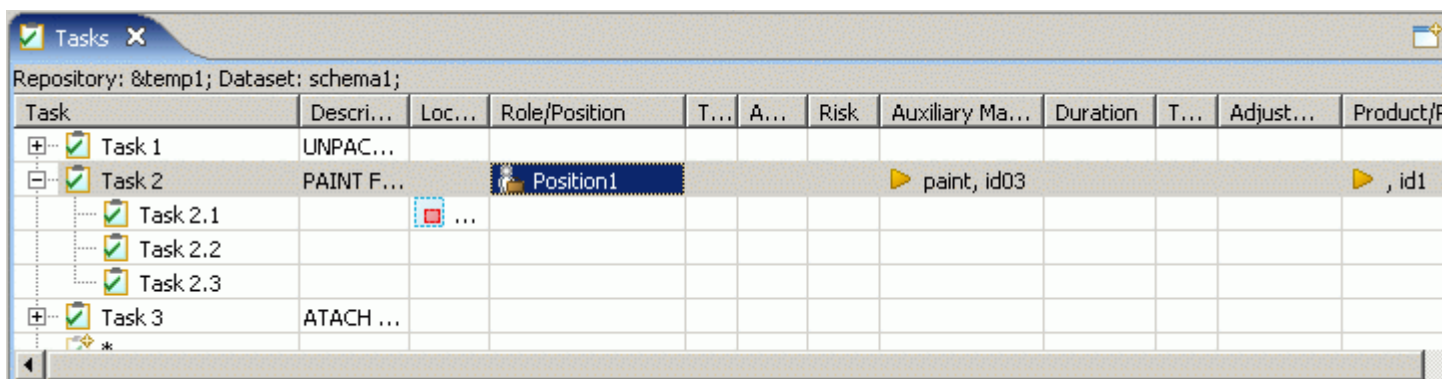 Tasks
Repository: &temp1; Dataset: schema1;
Task Descri... Loc... Role/Position T... A... Risk Auxiliary Ma... Duration T... Adjust... Product/P
Task 1 UNPAC...
Task 2 PAINT F... Position1 paint, id03 , id1
Task 2.1 ...
Task 2.2
Task 2.3
Task 3 ATACH ...
*